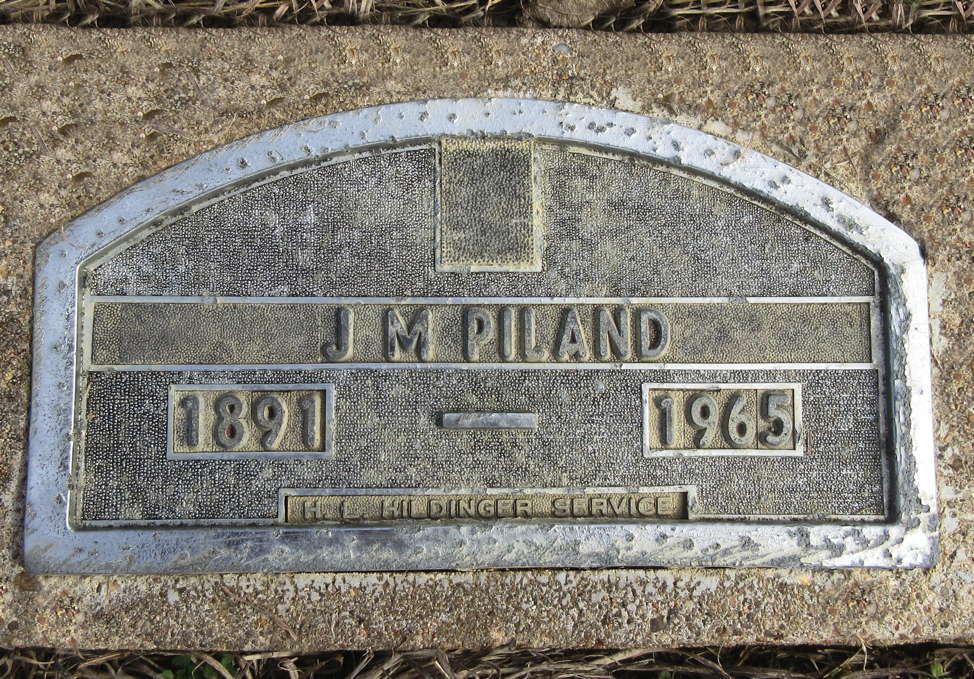 J M PILAND
1891 — 1965
H. L. HILDINGER SERVICE